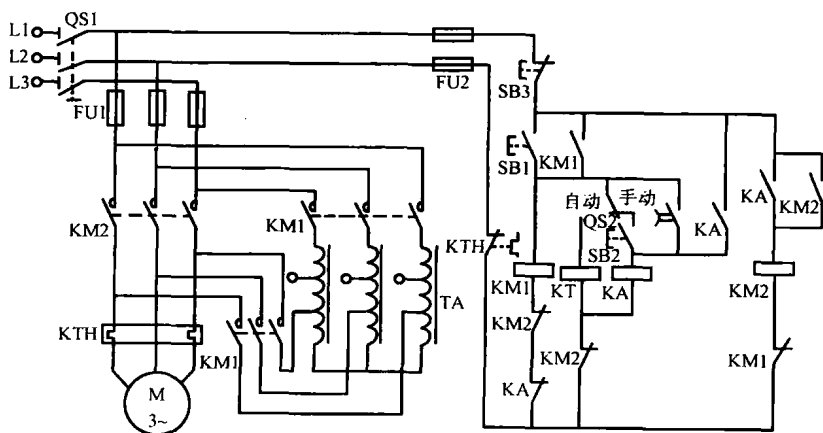 L1
QS1
L2
L3
FU1
FU2
SB3
SB1
KM1
自动
手动
QS2
SB2
KA
KA
KM2
KM2
KM1
KTH
KM1
KT
KA
KM2
TA
KM2
KM2
KM1
KA
KTH
KM1
M
3~